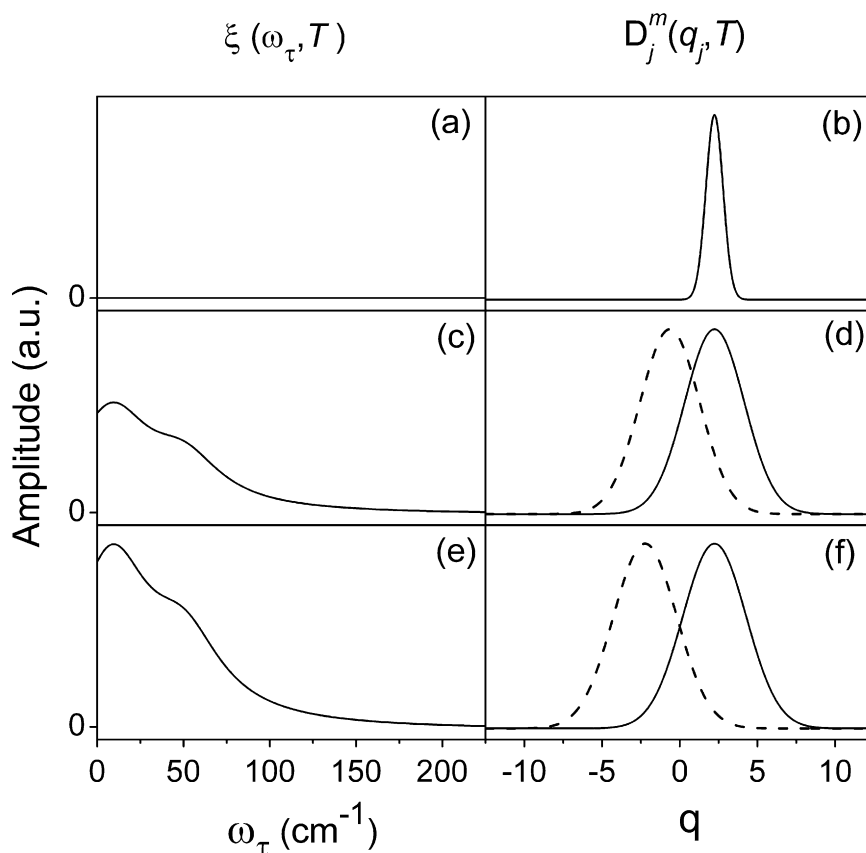 ξ (ω_τ,T)
D_j^m(q_j,T)
(a)
(b)
0
(c)
(d)
0
(e)
(f)
0
Amplitude (a.u.)
0 50 100 150 200
-10 -5 0 5 10
ω_τ (cm^-1)
q